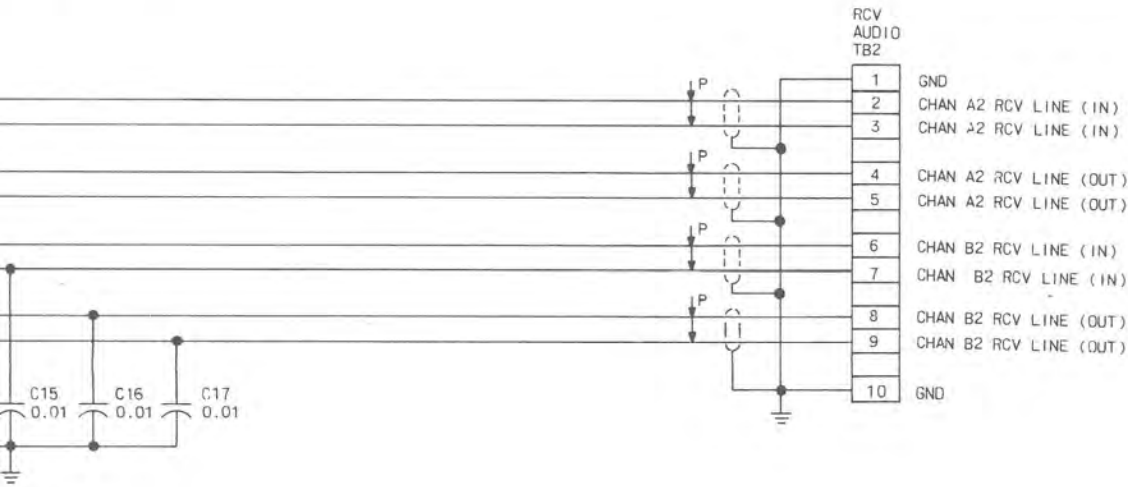 RCV
AUDIO
TB2
1 GND
P
2 CHAN A2 RCV LINE (IN)
3 CHAN A2 RCV LINE (IN)
P
4 CHAN A2 RCV LINE (OUT)
5 CHAN A2 RCV LINE (OUT)
P
6 CHAN B2 RCV LINE (IN)
7 CHAN B2 RCV LINE (IN)
P
8 CHAN B2 RCV LINE (OUT)
9 CHAN B2 RCV LINE (OUT)
10 GND
C15
0.01
C16
0.01
C17
0.01